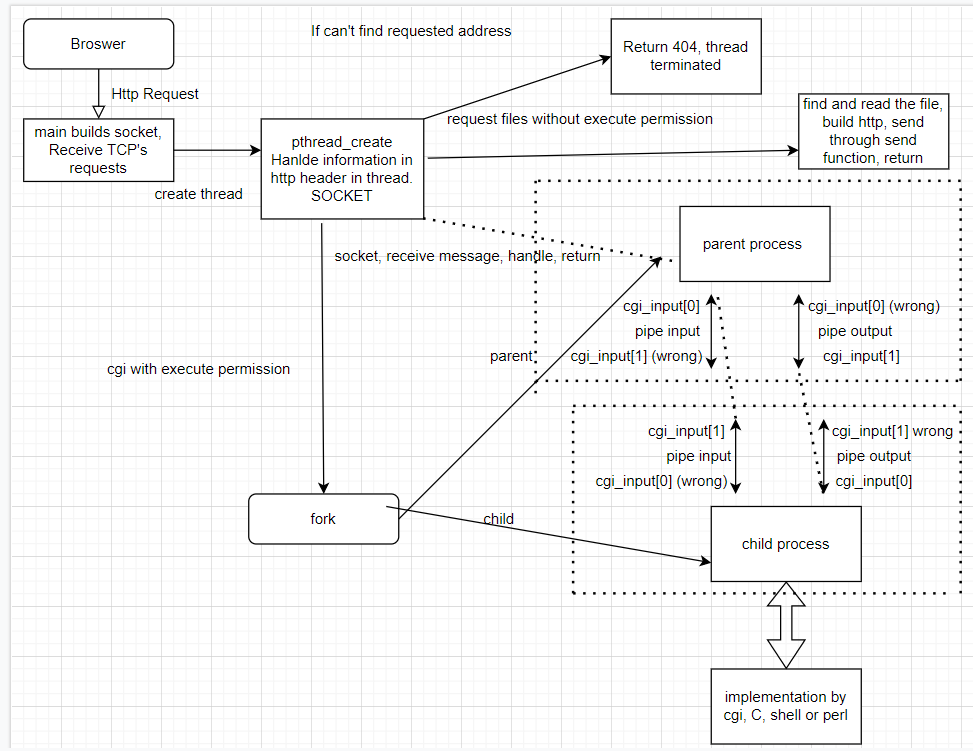 Broswer
If can't find requested address
Return 404, thread
terminated
Http Request
main builds socket,
Receive TCP's
requests
create thread
pthread_create
Hanlde information in
http header in thread.
SOCKET
request files without execute permission
find and read the file,
build http, send
through send
function, return
parent process
socket, receive message, handle, return
cgi_input[0]
pipe input
cgi_input[1] (wrong)
cgi_input[0] (wrong)
pipe output
cgi_input[1]
parent
cgi with execute permission
cgi_input[1]
pipe input
cgi_input[0] (wrong)
cgi_input[1] wrong
pipe output
cgi_input[0]
fork
child
child process
implementation by
cgi, C, shell or perl